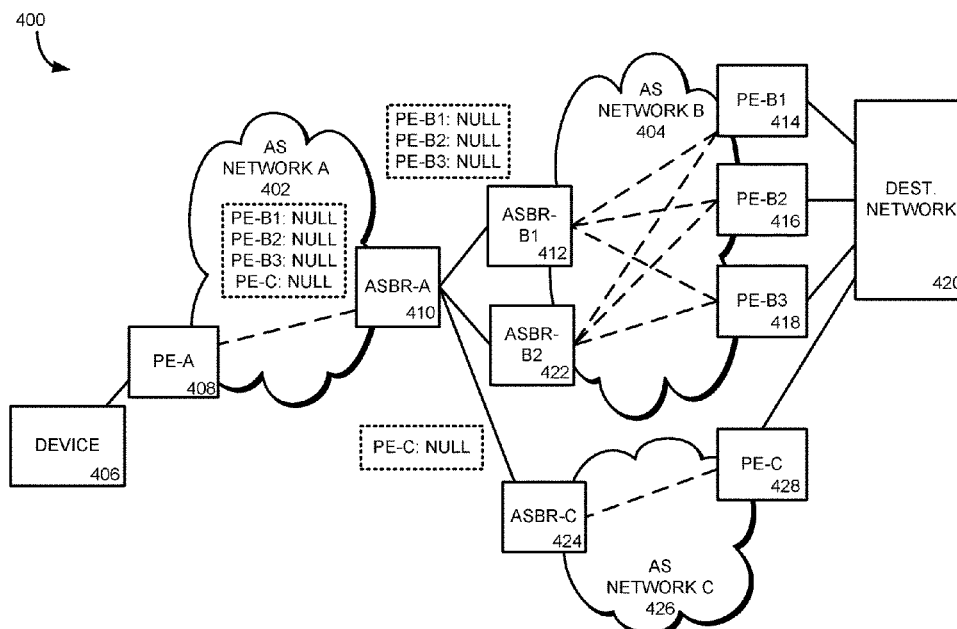 400
AS
NETWORK A
402
PE-B1: NULL
PE-B2: NULL
PE-B3: NULL
PE-C: NULL
PE-A
408
DEVICE
406
ASBR-A
410
PE-B1: NULL
PE-B2: NULL
PE-B3: NULL
ASBR-
B1
412
ASBR-
B2
422
AS
NETWORK B
404
PE-B1
414
PE-B2
416
PE-B3
418
DEST.
NETWORK
420
PE-C: NULL
ASBR-C
424
PE-C
428
AS
NETWORK C
426